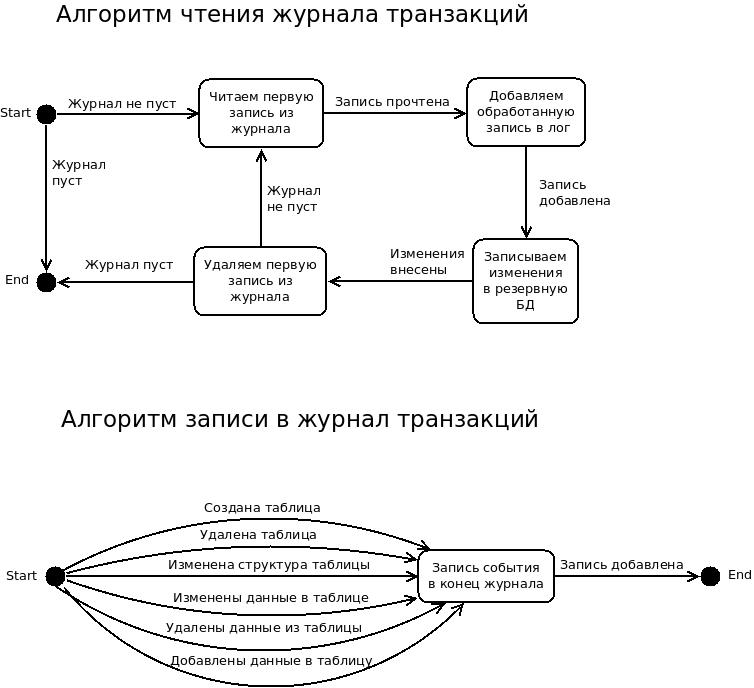 Алгоритм чтения журнала транзакций
Start
Журнал не пуст
Читаем первую
запись из
журнала
Запись прочтена
Добавляем
обработанную
запись в лог
Журнал
пуст
Журнал
не пуст
Запись
добавлена
End
Журнал пуст
Удаляем первую
запись из
журнала
Изменения
внесены
Записываем
изменения
в резервную
БД
Алгоритм записи в журнал транзакций
Создана таблица
Удалена таблица
Изменена структура таблицы
Start
Запись события
в конец журнала
Запись добавлена
End
Изменены данные в таблице
Удалены данные из таблицы
Добавлены данные в таблицу